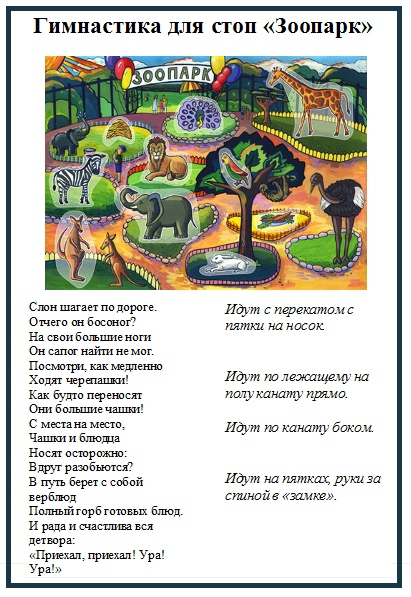 Гимнастика для стоп «Зоопарк»
ЗООПАРК
Слон шагает по дороге.
Отчего он босоног?
На свои большие ноги
Он сапог найти не мог.
Посмотри, как медленно
Ходят черепашки!
Как будто переносят
Они большие чашки!
С места на место,
Чашки и блюдца
Носят осторожно:
Вдруг разобьются?
В путь берет с собой
верблюд
Полный горб готовых блюд.
И рада и счастлива вся
детвора:
«Приехал, приехал! Ура!
Ура!»
Идут с перекатом с
пятки на носок.
Идут по лежащему на
полу канату прямо.
Идут по канату боком.
Идут на пятках, руки за
спиной в «замке».